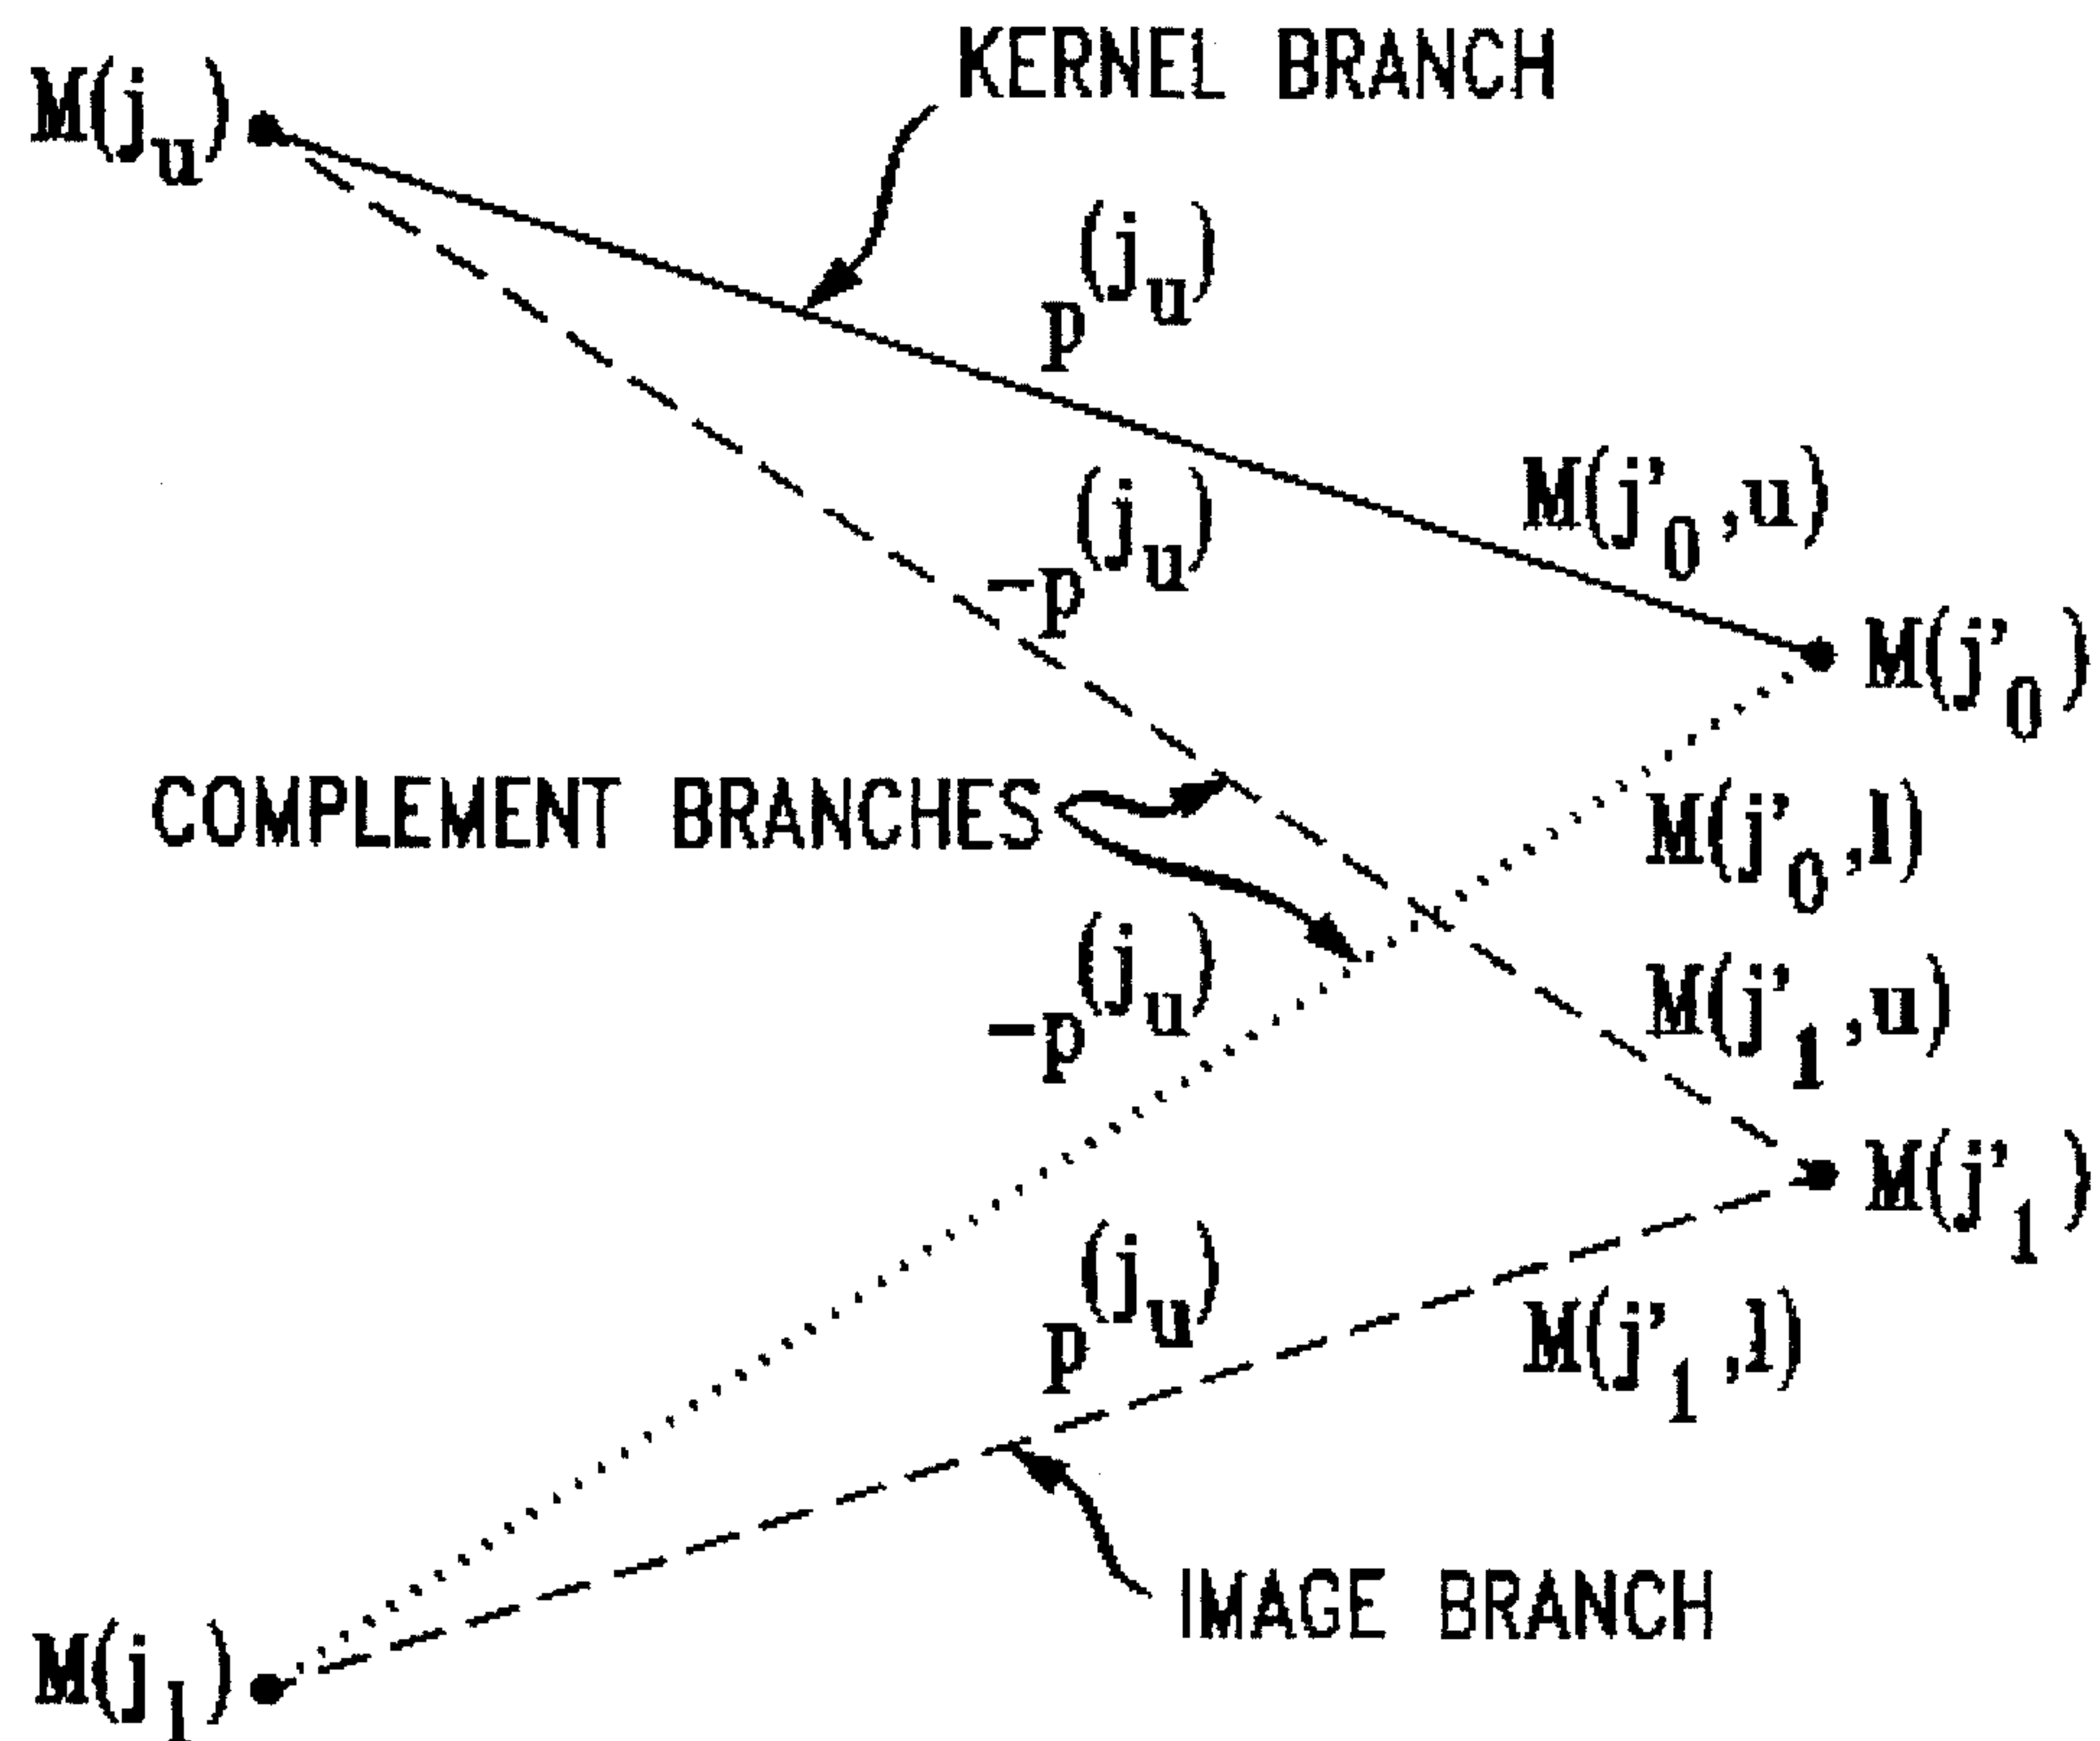 KERNEL BRANCH
M(j_u)
p^(j_u)
M(j'_0,u)
-p^(j_u)
M(j'_0)
COMPLEMENT BRANCHES
M(j'_0,l)
-p^(j_u)
M(j'_1,u)
M(j'_1)
p^(j_u)
M(j'_1,l)
IMAGE BRANCH
M(j_l)